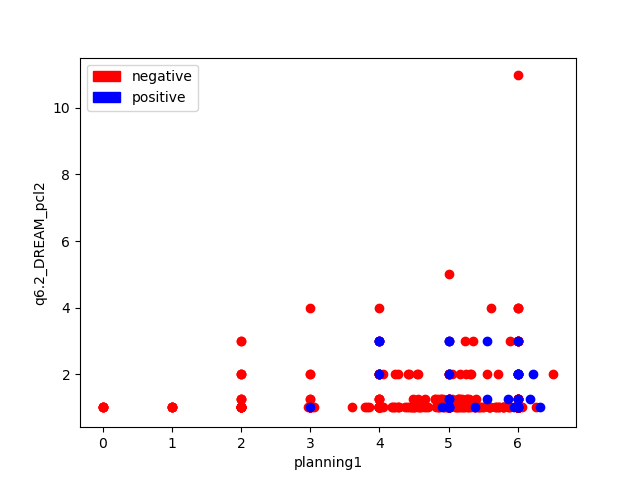 negative
positive
10
8
6
4
2
q6.2_DREAM_pcl2
0 1 2 3 4 5 6
planning1